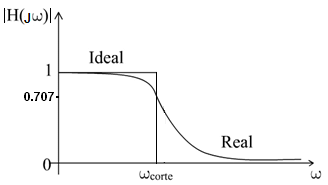 |H(jω)|
Ideal
1
0.707
Real
0
ωcorte
ω